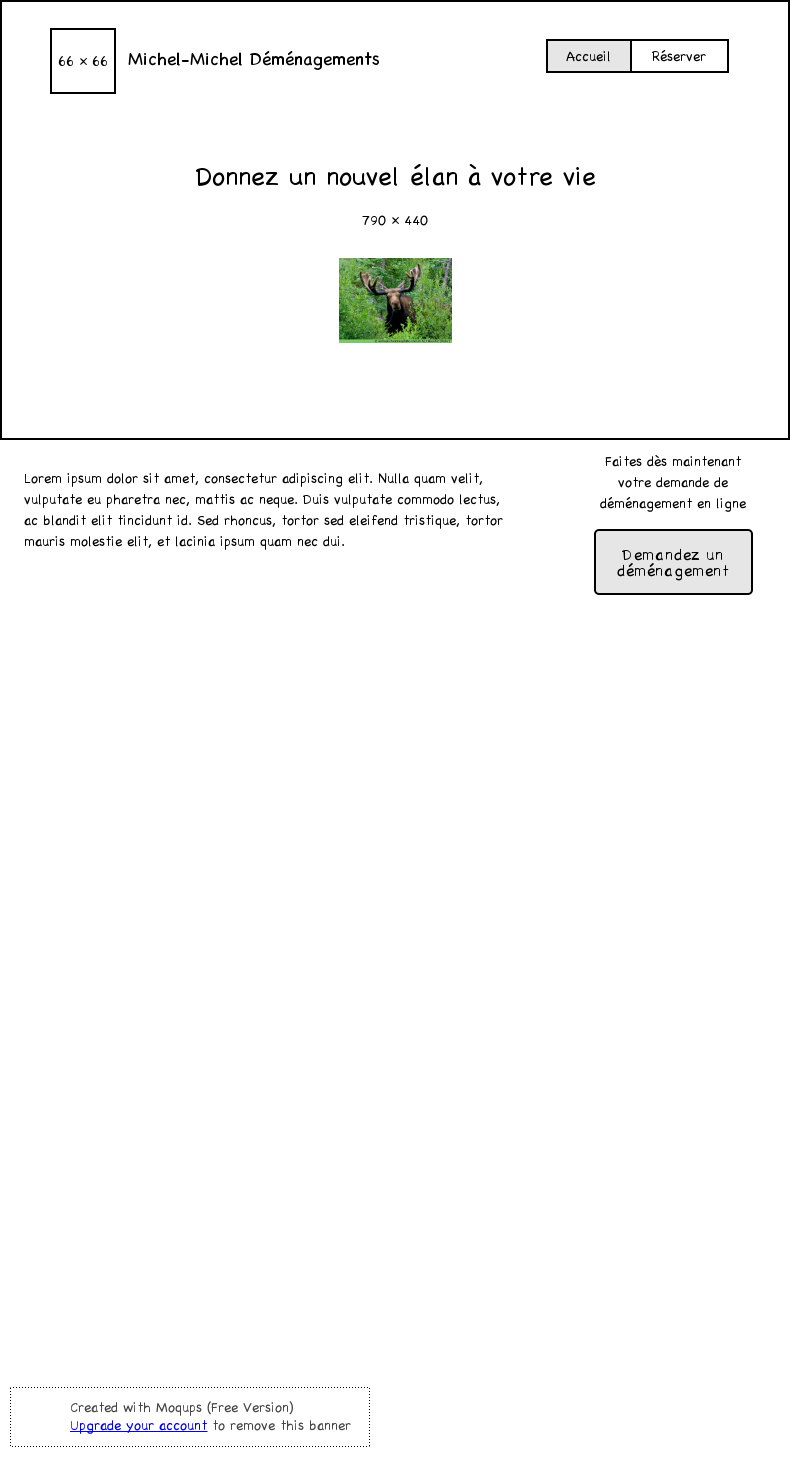 66 × 66
Michel-Michel Déménagements
Accueil
Réserver
Donnez un nouvel élan à votre vie
790 × 440
Lorem ipsum dolor sit amet, consectetur adipiscing elit. Nulla quam velit,
vulputate eu pharetra nec, mattis ac neque. Duis vulputate commodo lectus,
ac blandit elit tincidunt id. Sed rhoncus, tortor sed eleifend tristique, tortor
mauris molestie elit, et lacinia ipsum quam nec dui.
Faites dès maintenant
votre demande de
déménagement en ligne
Demandez un
déménagement
Created with Moqups (Free Version)
Upgrade your account to remove this banner